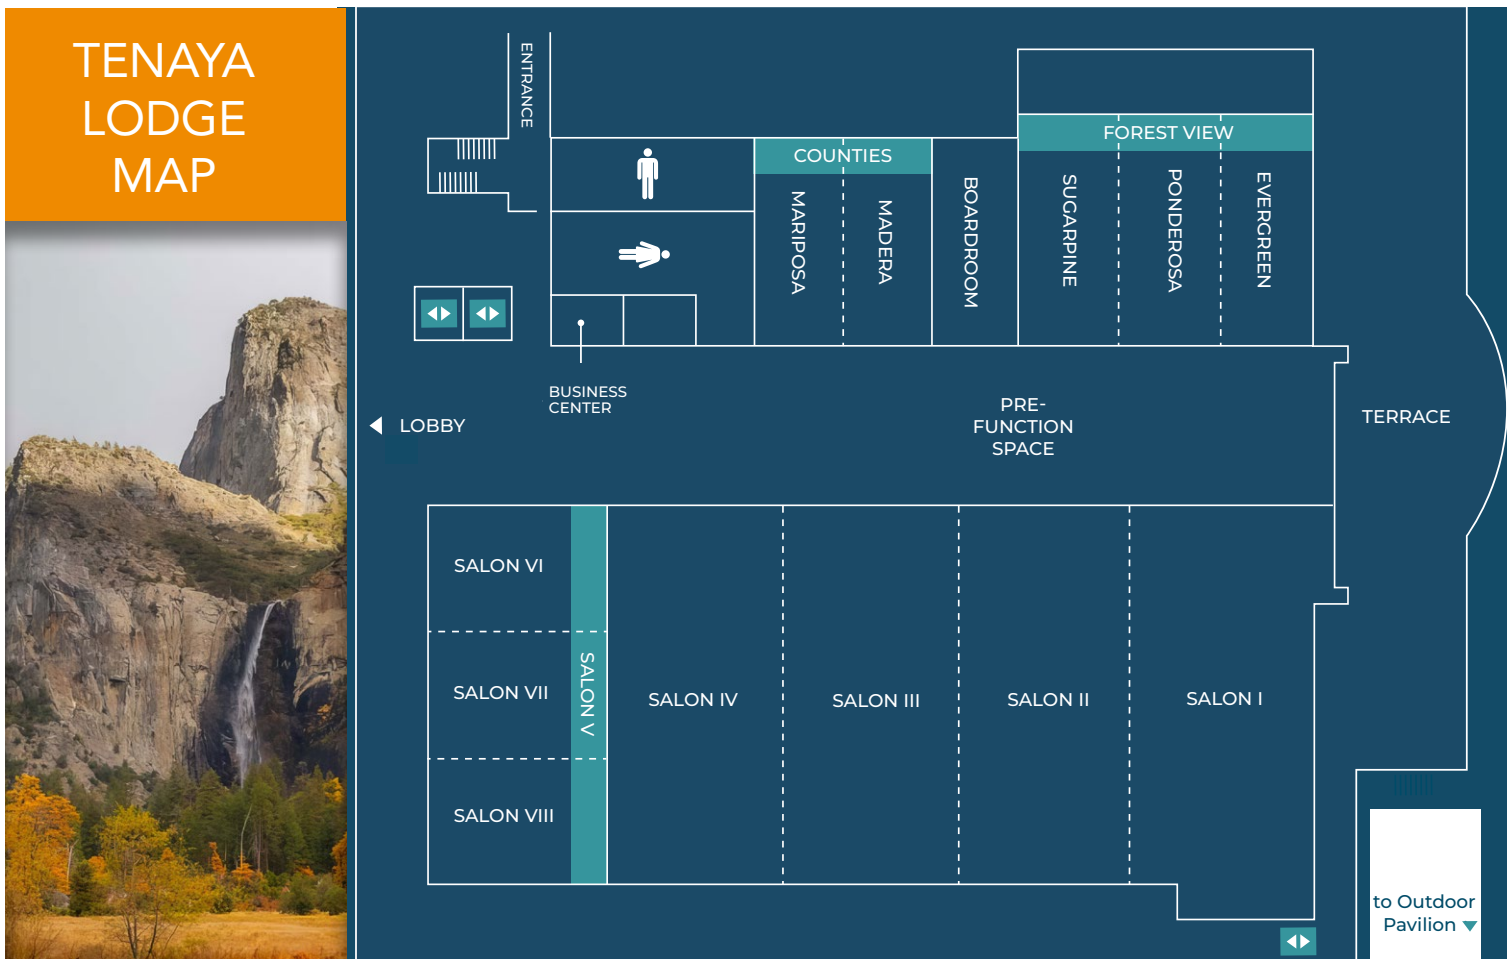 TENAYA
LODGE
MAP
ENTRANCE
COUNTIES
MARIPOSA
MADERA
BOARDROOM
FOREST VIEW
SUGARPINE
PONDEROSA
EVERGREEN
BUSINESS
CENTER
LOBBY
PRE-
FUNCTION
SPACE
TERRACE
SALON VI
SALON VII
SALON VIII
SALON V
SALON IV
SALON III
SALON II
SALON I
to Outdoor
Pavilion